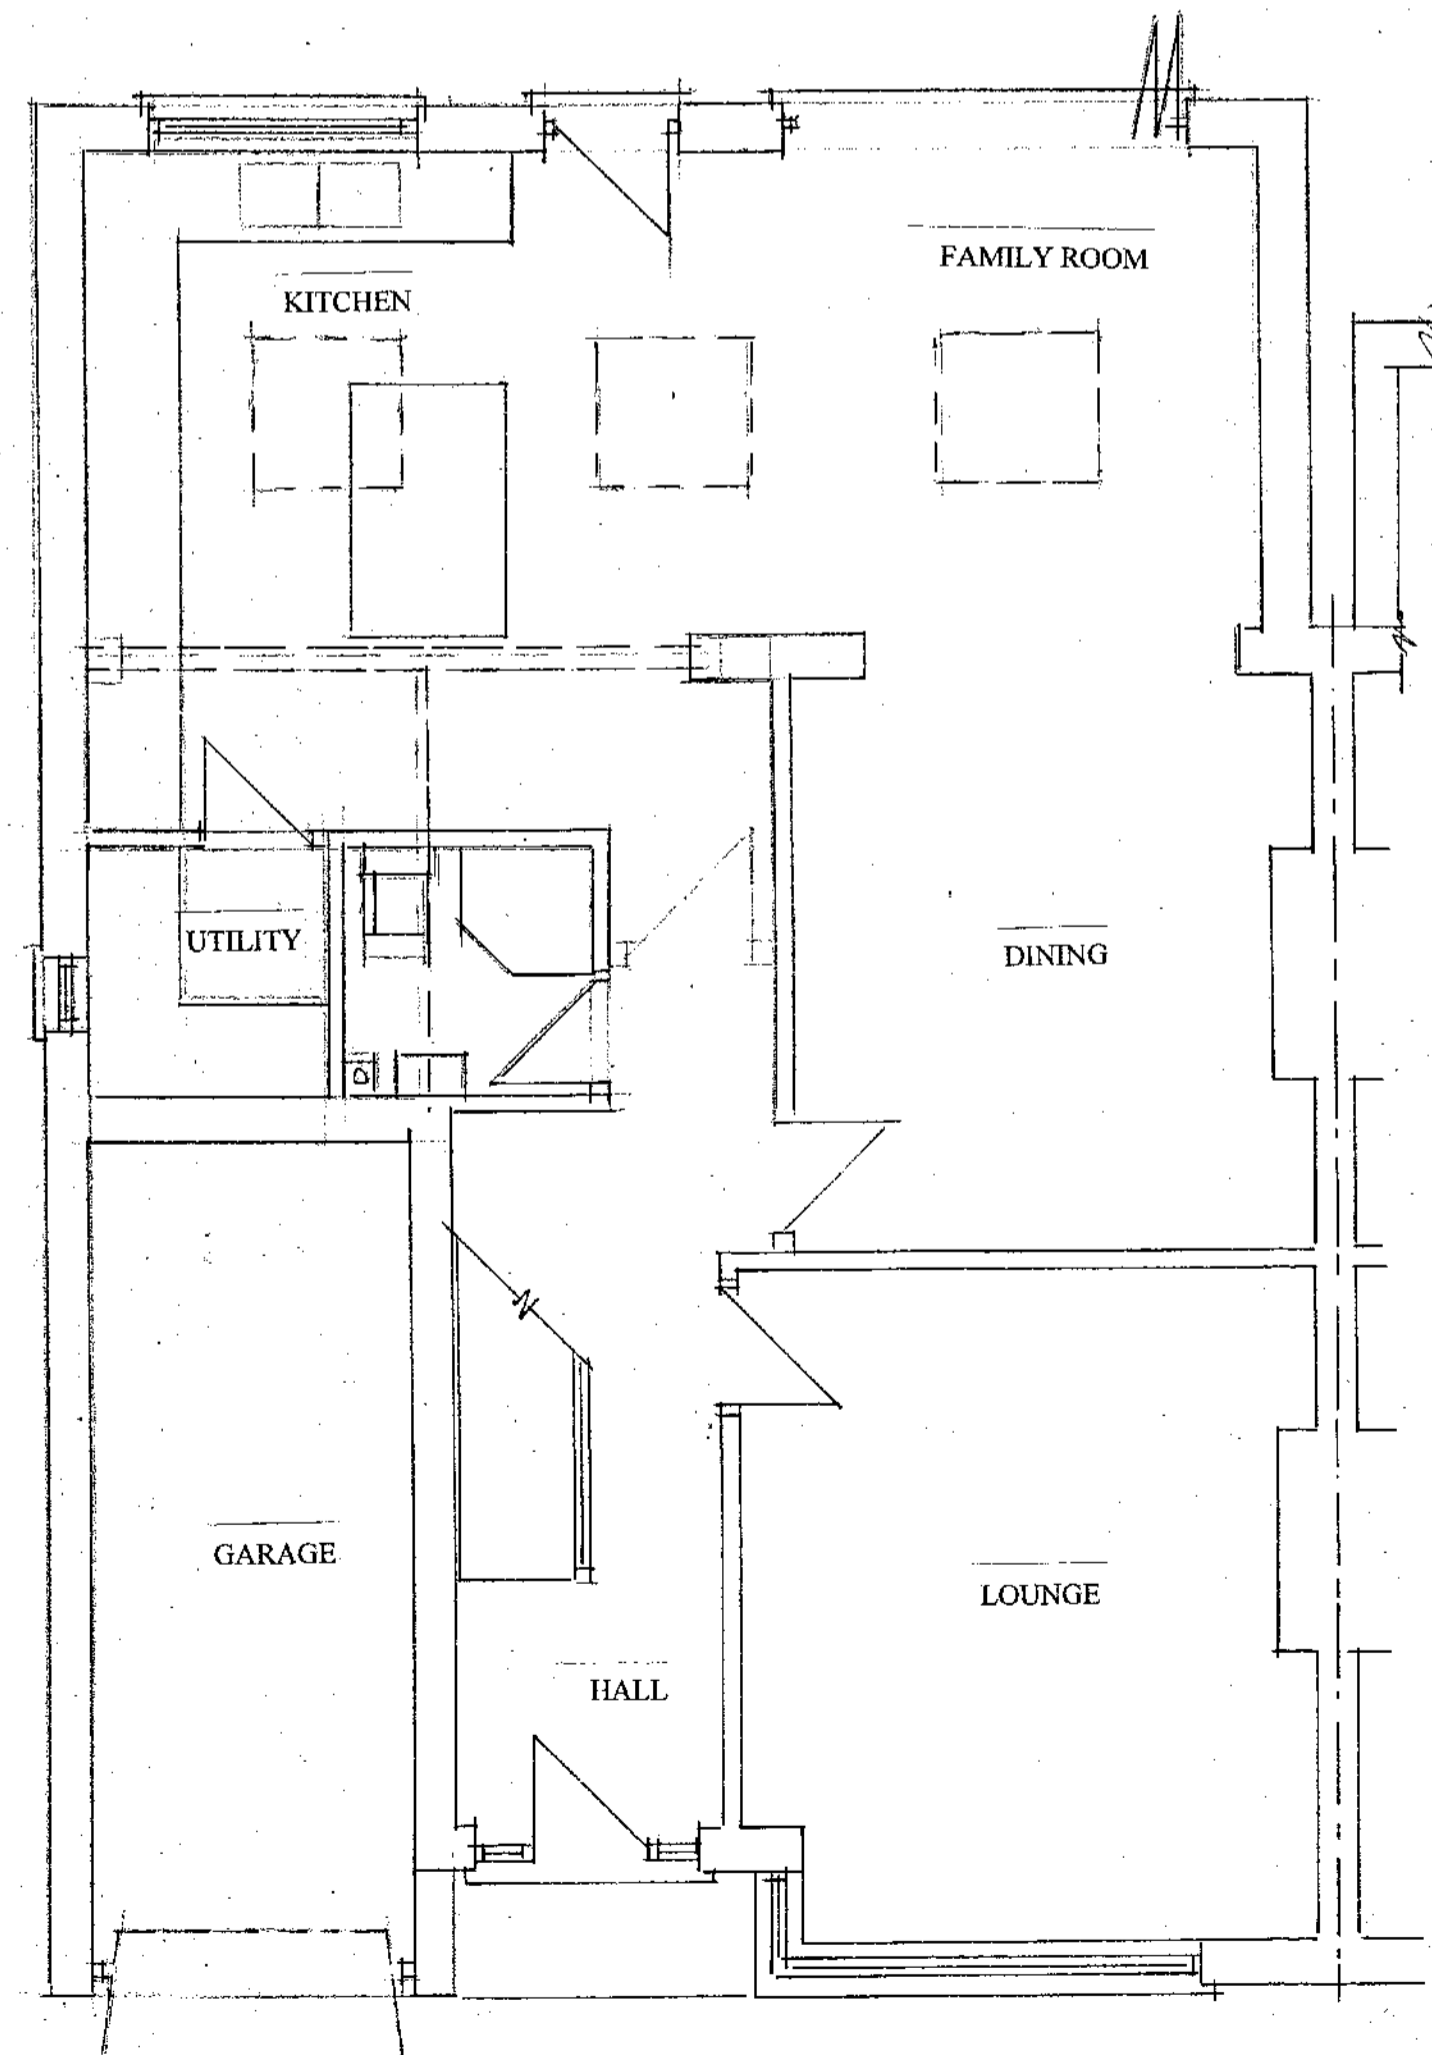 FAMILY ROOM
KITCHEN
UTILITY
DINING
GARAGE
LOUNGE
HALL